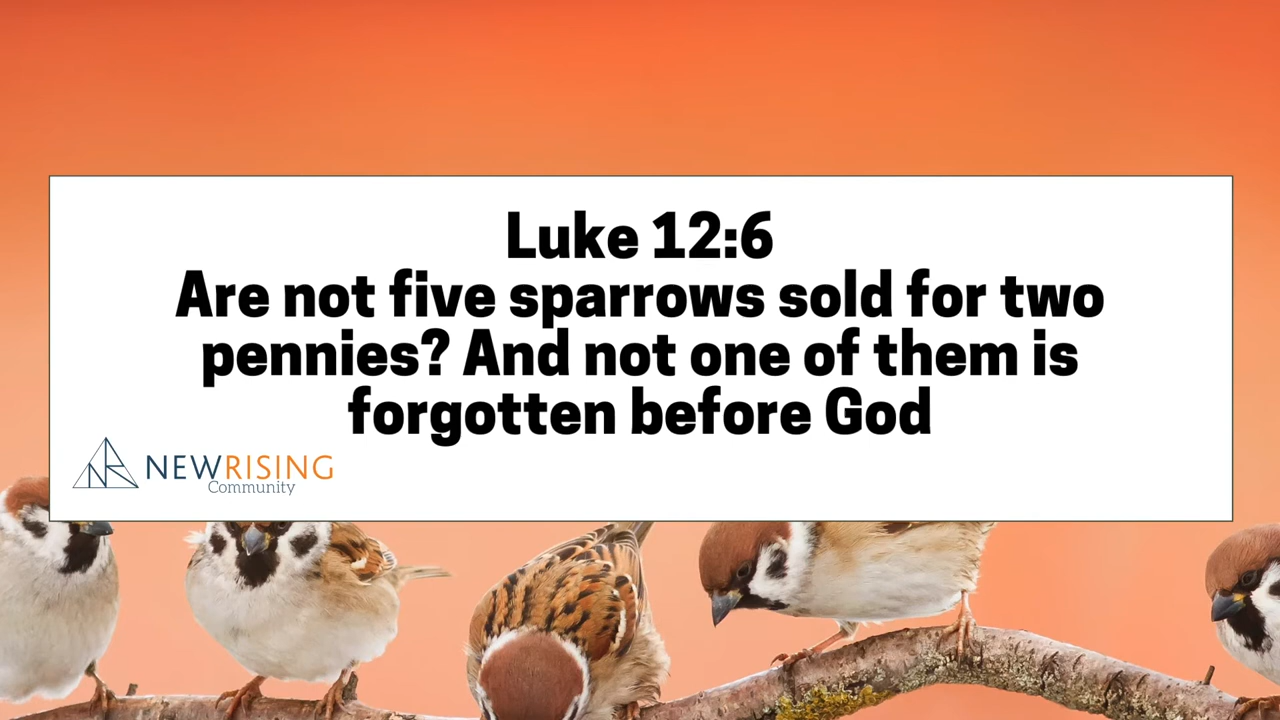 Luke 12:6
Are not five sparrows sold for two
pennies? And not one of them is
forgotten before God
NEWRISING
Community